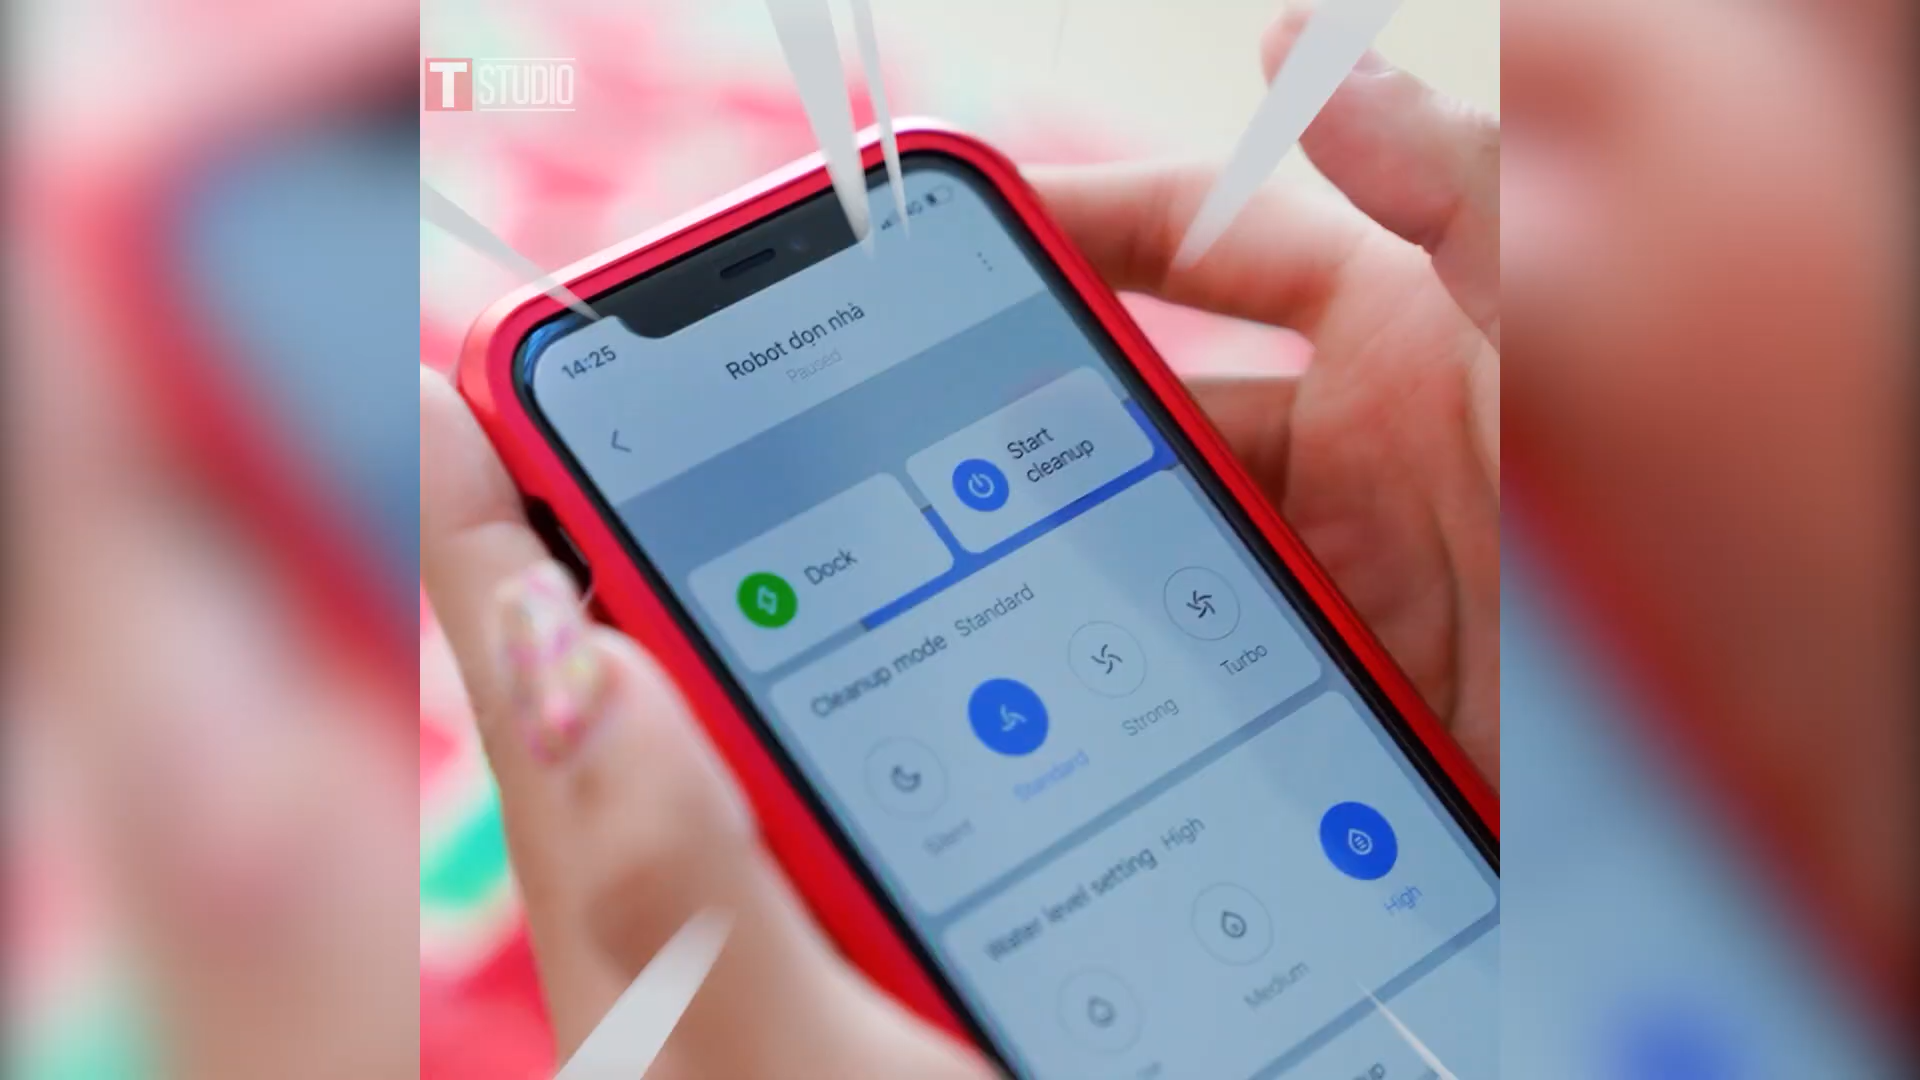 T STUDIO
14:25
4G
Robot dọn nhà
Paused
Dock
Start
cleanup
Cleanup mode Standard
Silent
Standard
Strong
Turbo
Water level setting High
Medium
High